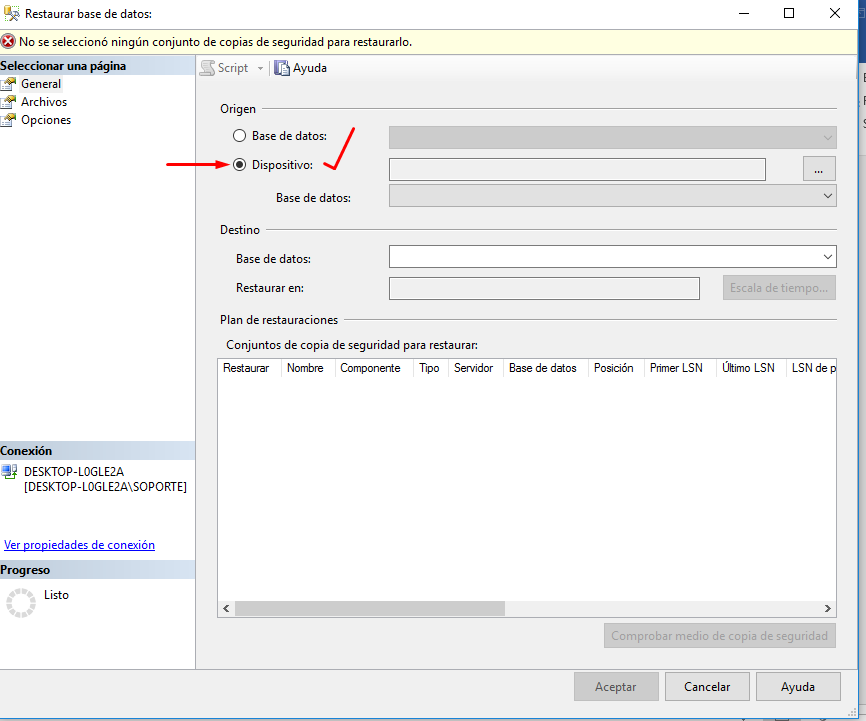 Restaurar base de datos:
No se seleccionó ningún conjunto de copias de seguridad para restaurarlo.
Seleccionar una página
General
Archivos
Opciones
Script
Ayuda
Origen
Base de datos:
Dispositivo:
...
Base de datos:
Destino
Base de datos:
Restaurar en:
Escala de tiempo...
Plan de restauraciones
Conjuntos de copia de seguridad para restaurar:
Restaurar Nombre Componente Tipo Servidor Base de datos Posición Primer LSN Último LSN LSN de p
Conexión
DESKTOP-L0GLE2A
[DESKTOP-L0GLE2A\SOPORTE]
Ver propiedades de conexión
Progreso
Listo
Comprobar medio de copia de seguridad
Aceptar Cancelar Ayuda